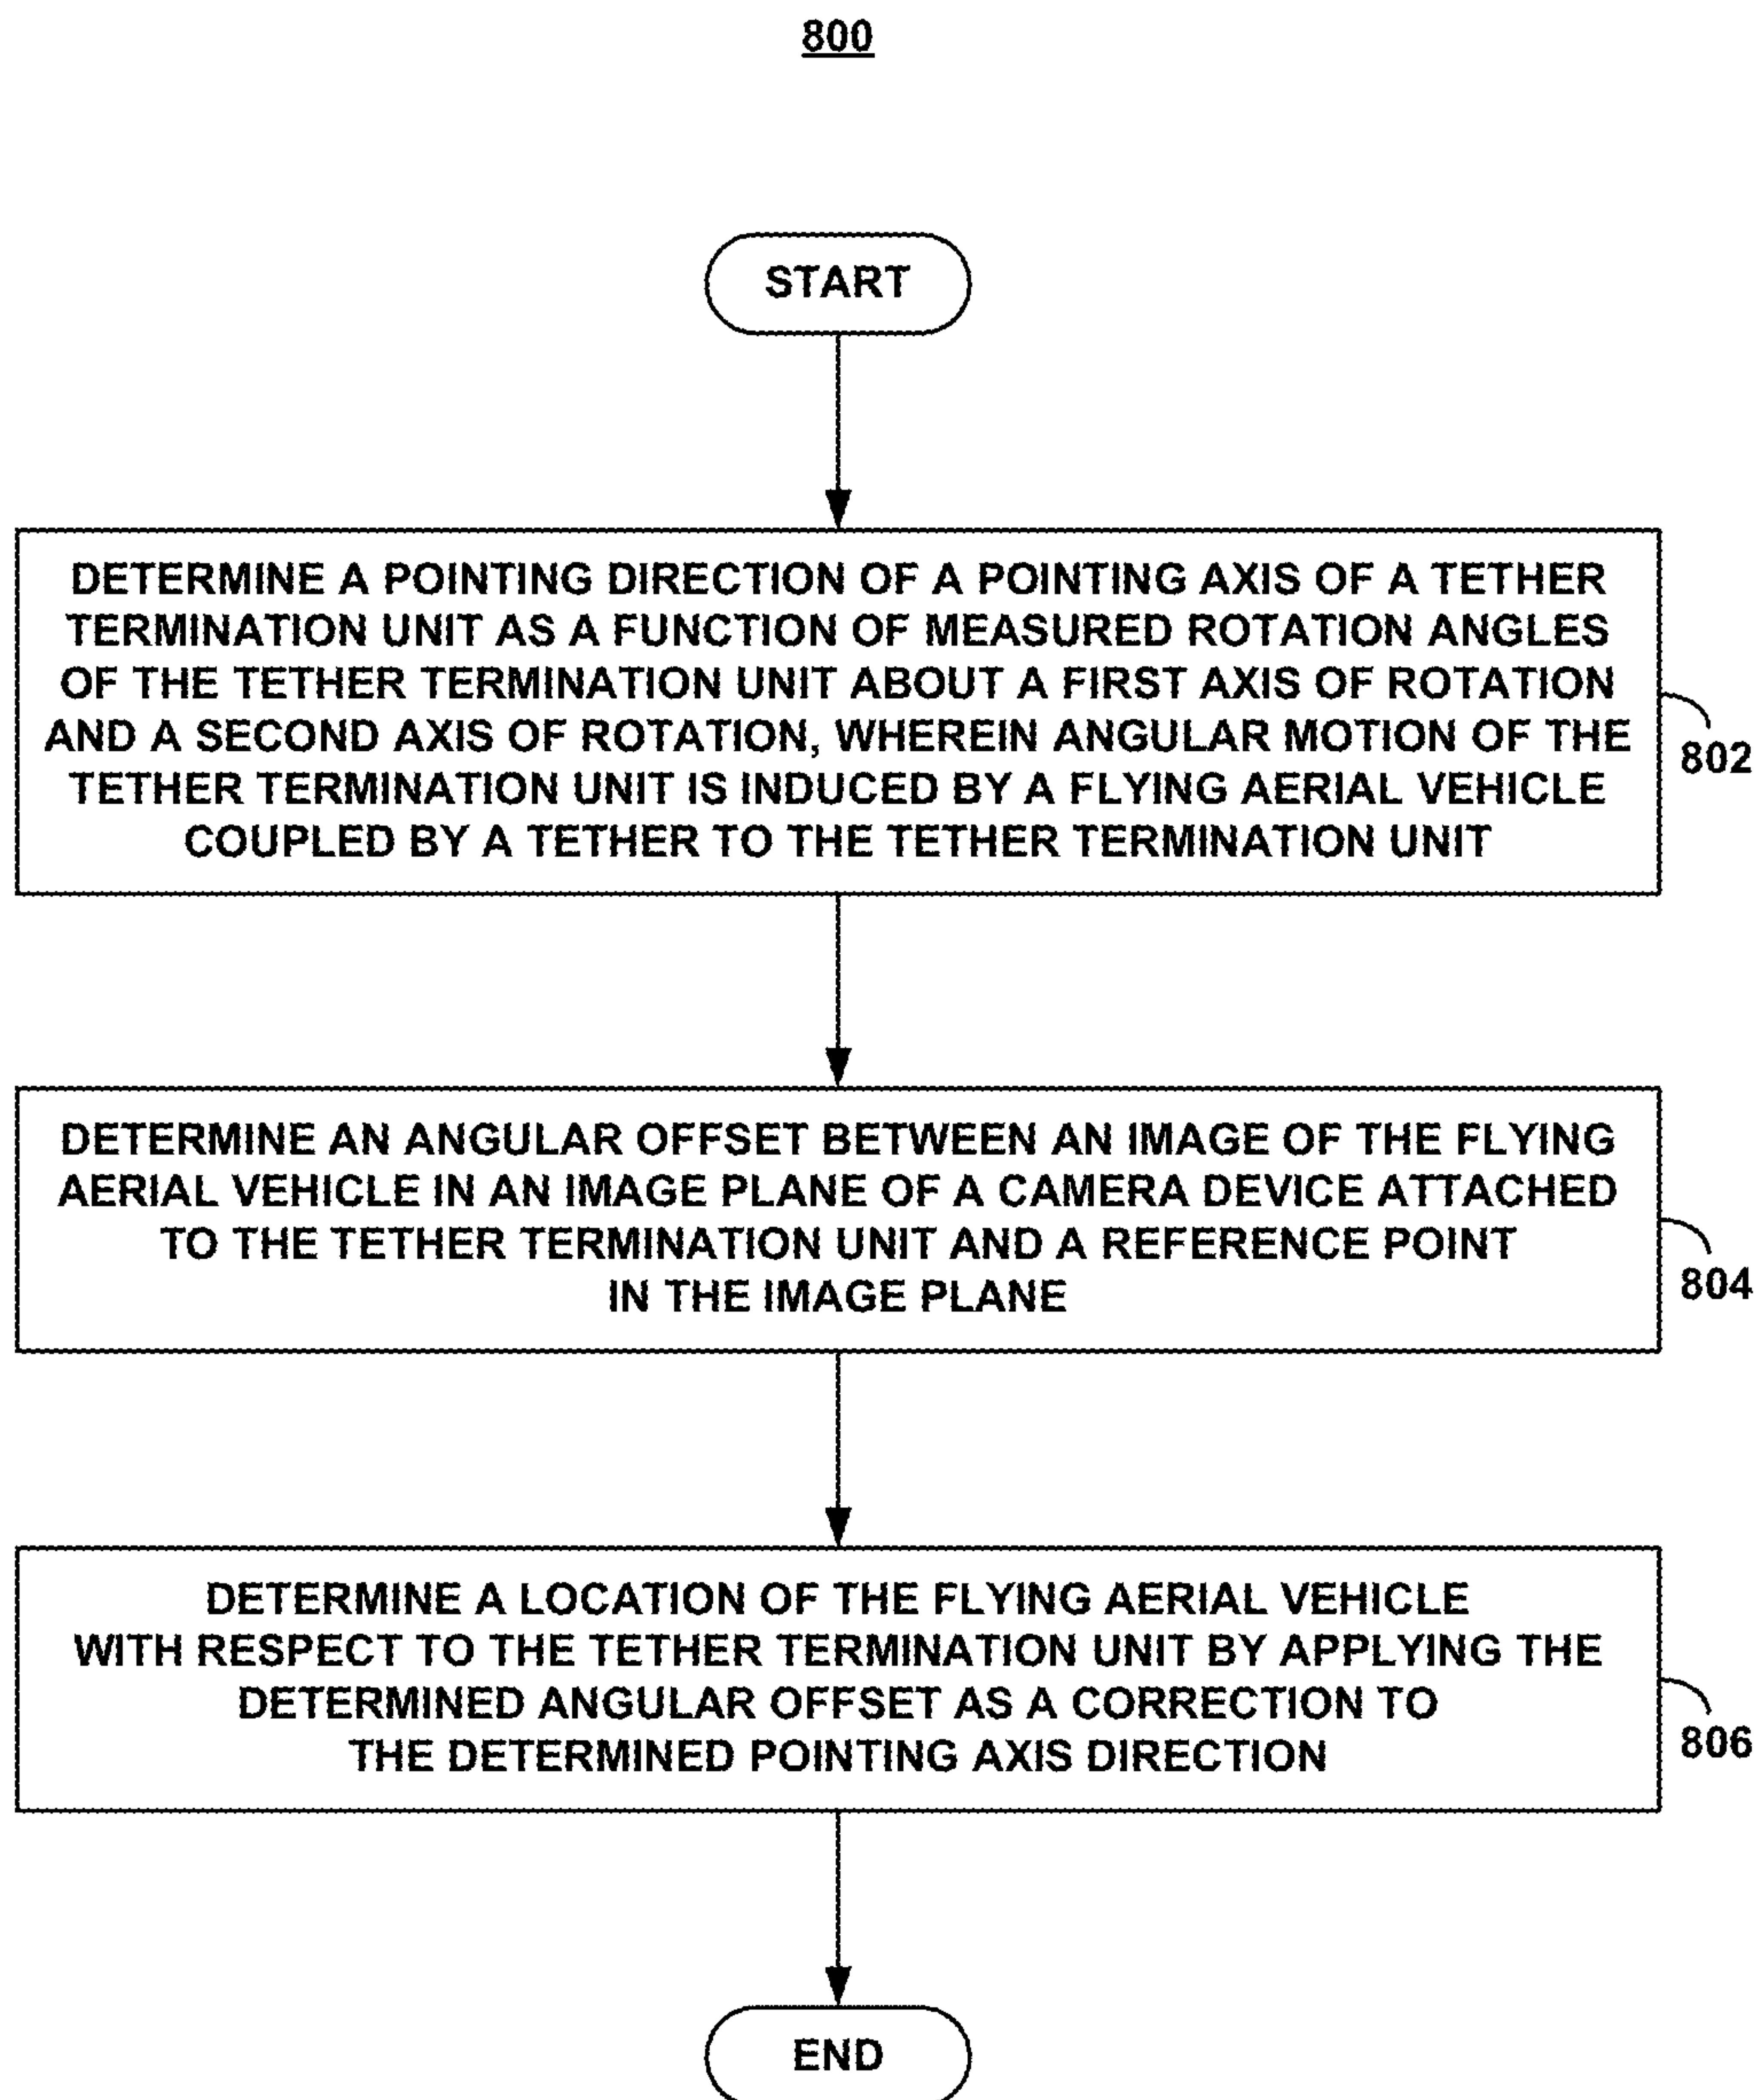 800
START
DETERMINE A POINTING DIRECTION OF A POINTING AXIS OF A TETHER
TERMINATION UNIT AS A FUNCTION OF MEASURED ROTATION ANGLES
OF THE TETHER TERMINATION UNIT ABOUT A FIRST AXIS OF ROTATION
AND A SECOND AXIS OF ROTATION, WHEREIN ANGULAR MOTION OF THE
TETHER TERMINATION UNIT IS INDUCED BY A FLYING AERIAL VEHICLE
COUPLED BY A TETHER TO THE TETHER TERMINATION UNIT
802
DETERMINE AN ANGULAR OFFSET BETWEEN AN IMAGE OF THE FLYING
AERIAL VEHICLE IN AN IMAGE PLANE OF A CAMERA DEVICE ATTACHED
TO THE TETHER TERMINATION UNIT AND A REFERENCE POINT
IN THE IMAGE PLANE
804
DETERMINE A LOCATION OF THE FLYING AERIAL VEHICLE
WITH RESPECT TO THE TETHER TERMINATION UNIT BY APPLYING THE
DETERMINED ANGULAR OFFSET AS A CORRECTION TO
THE DETERMINED POINTING AXIS DIRECTION
806
END